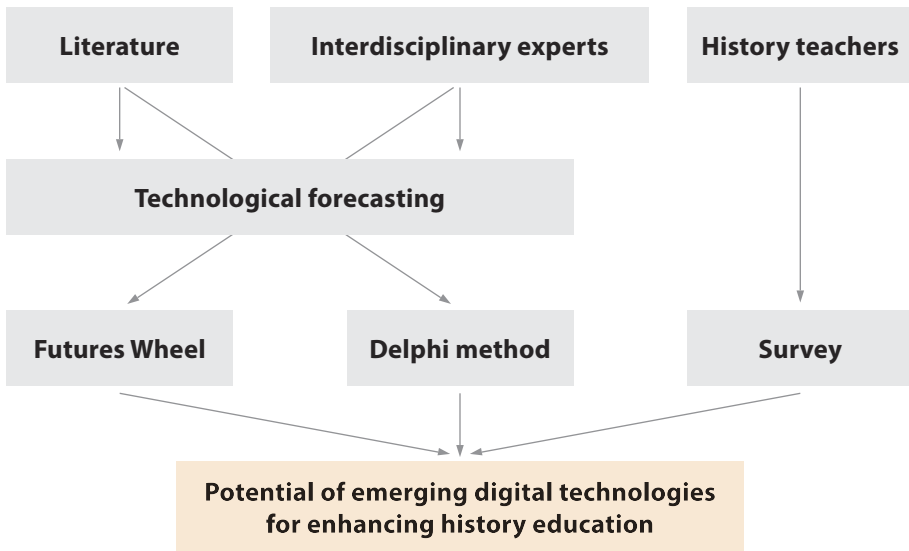 Literature
Interdisciplinary experts
History teachers
Technological forecasting
Futures Wheel
Delphi method
Survey
Potential of emerging digital technologies
for enhancing history education